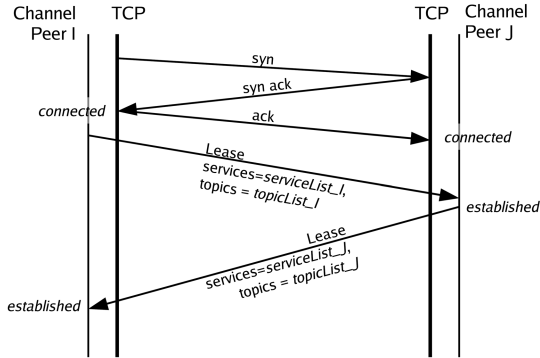 Channel
Peer I
TCP
TCP
Channel
Peer J
syn
syn ack
connected
ack
connected
Lease
services=serviceList_I,
topics = topicList_I
established
Lease
services=serviceList_J,
topics = topicList_J
established